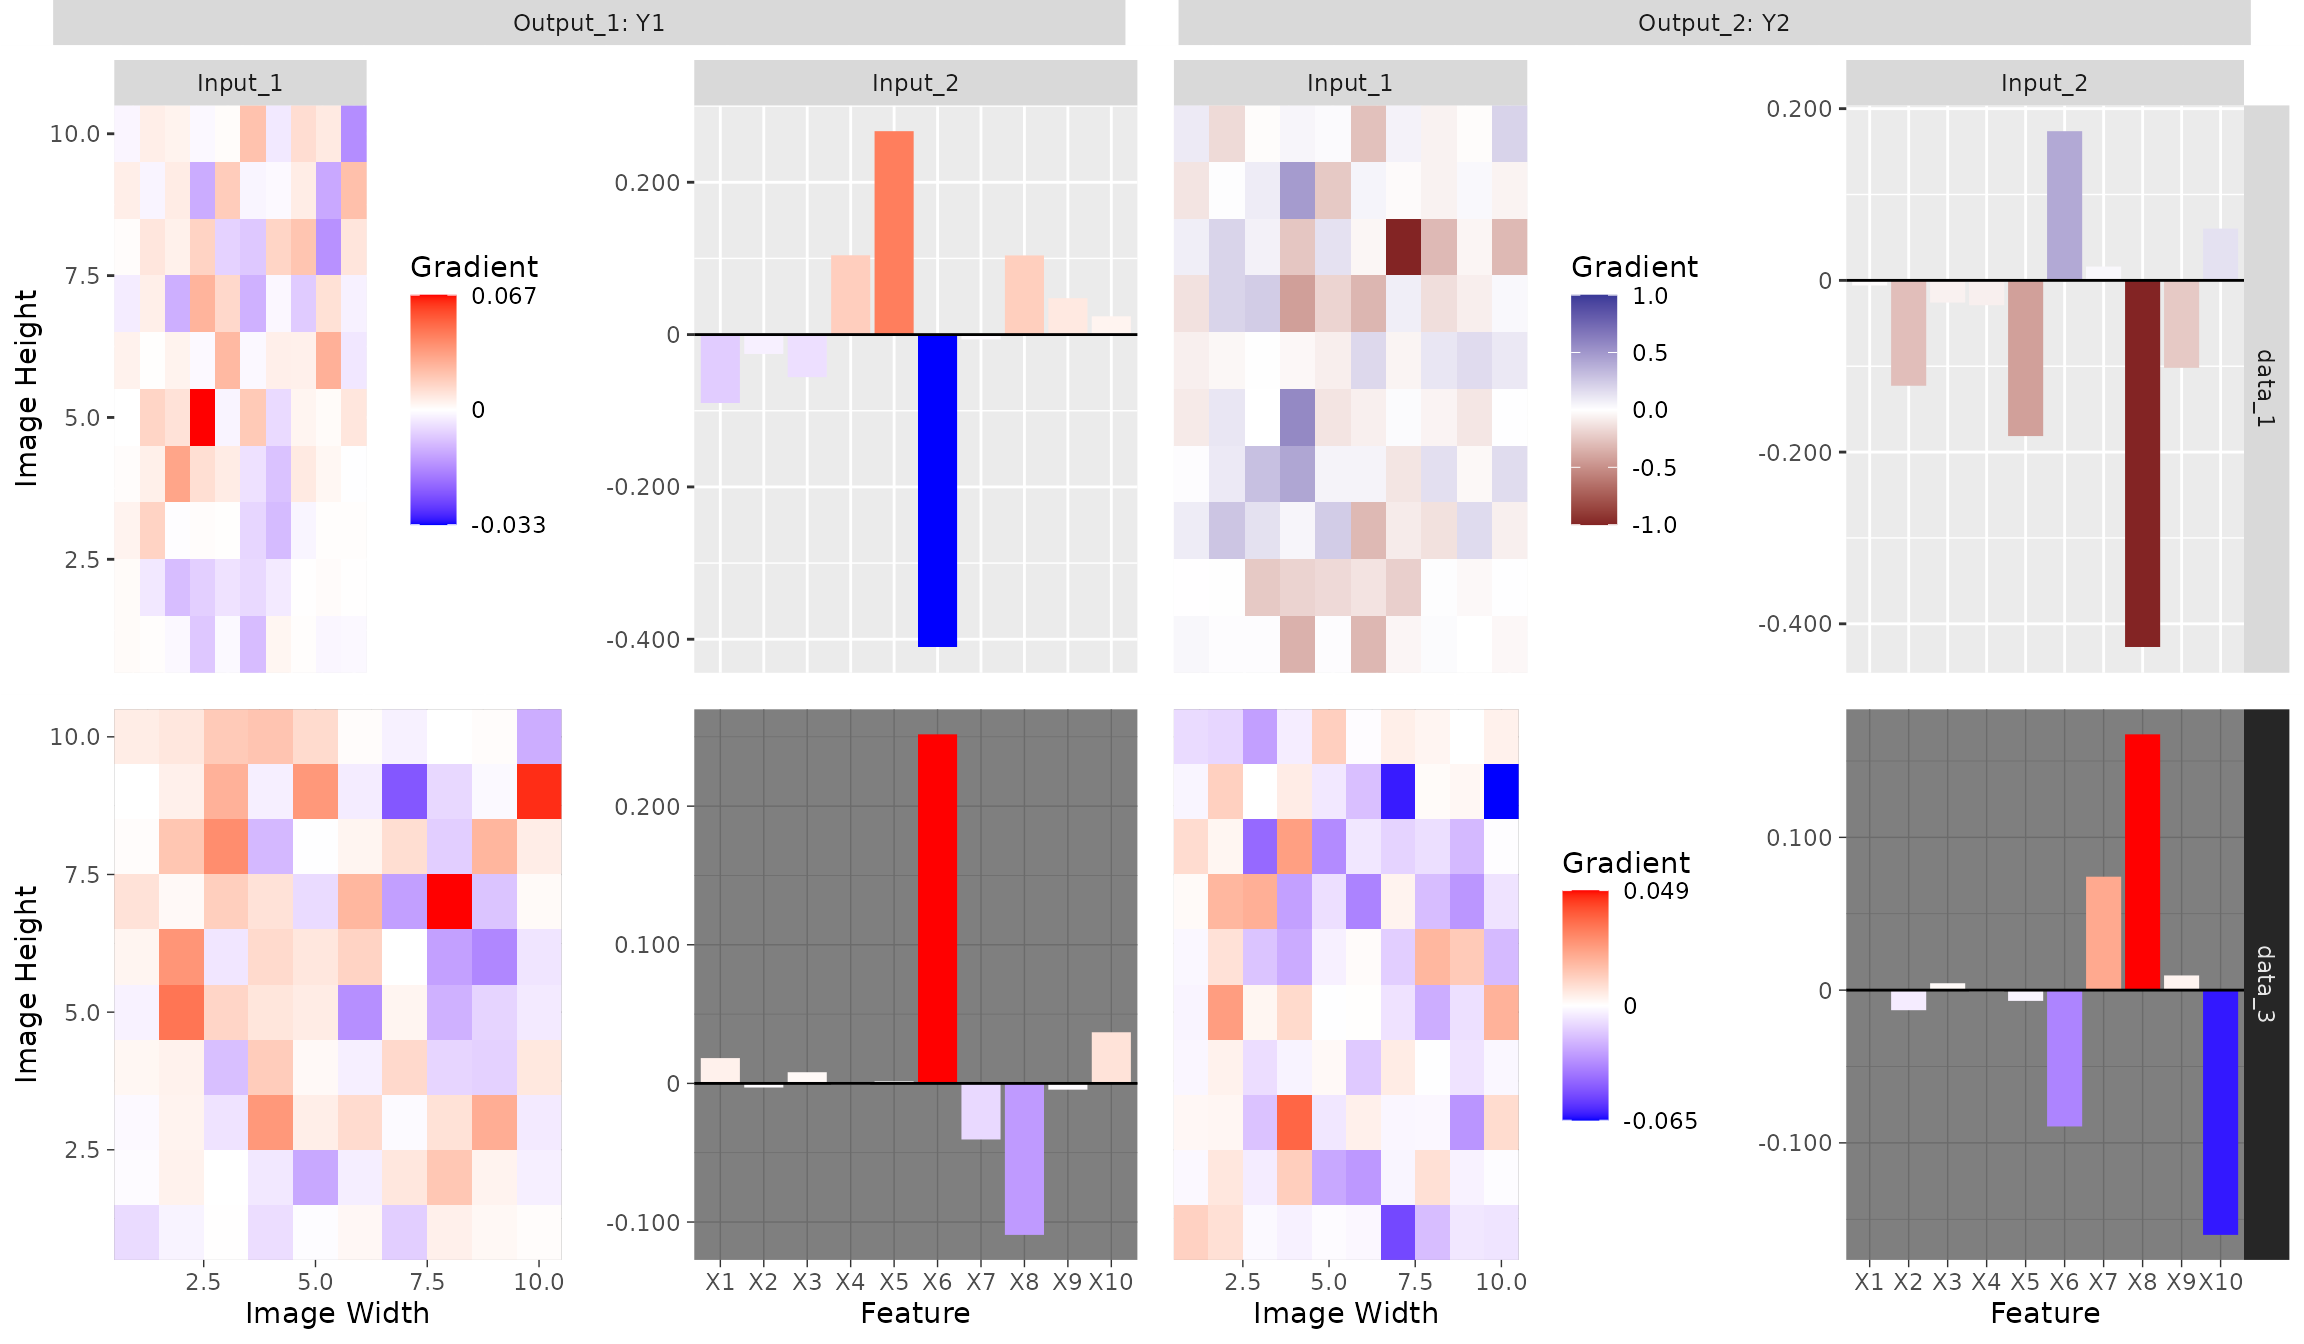 Output_1: Y1
Output_2: Y2
Input_1
Input_2
Input_1
Input_2
10.0
7.5
5.0
2.5
Image Height
Gradient
0.067
0
-0.033
0.200
0
-0.200
-0.400
Gradient
1.0
0.5
0.0
-0.5
-1.0
0.200
0
-0.200
-0.400
data_1
10.0
7.5
5.0
2.5
Image Height
2.5 5.0 7.5 10.0
Image Width
0.200
0.100
0
-0.100
X1 X2 X3 X4 X5 X6 X7 X8 X9 X10
Feature
2.5 5.0 7.5 10.0
Image Width
Gradient
0.049
0
-0.065
0.100
0
-0.100
X1 X2 X3 X4 X5 X6 X7 X8 X9 X10
Feature
data_3